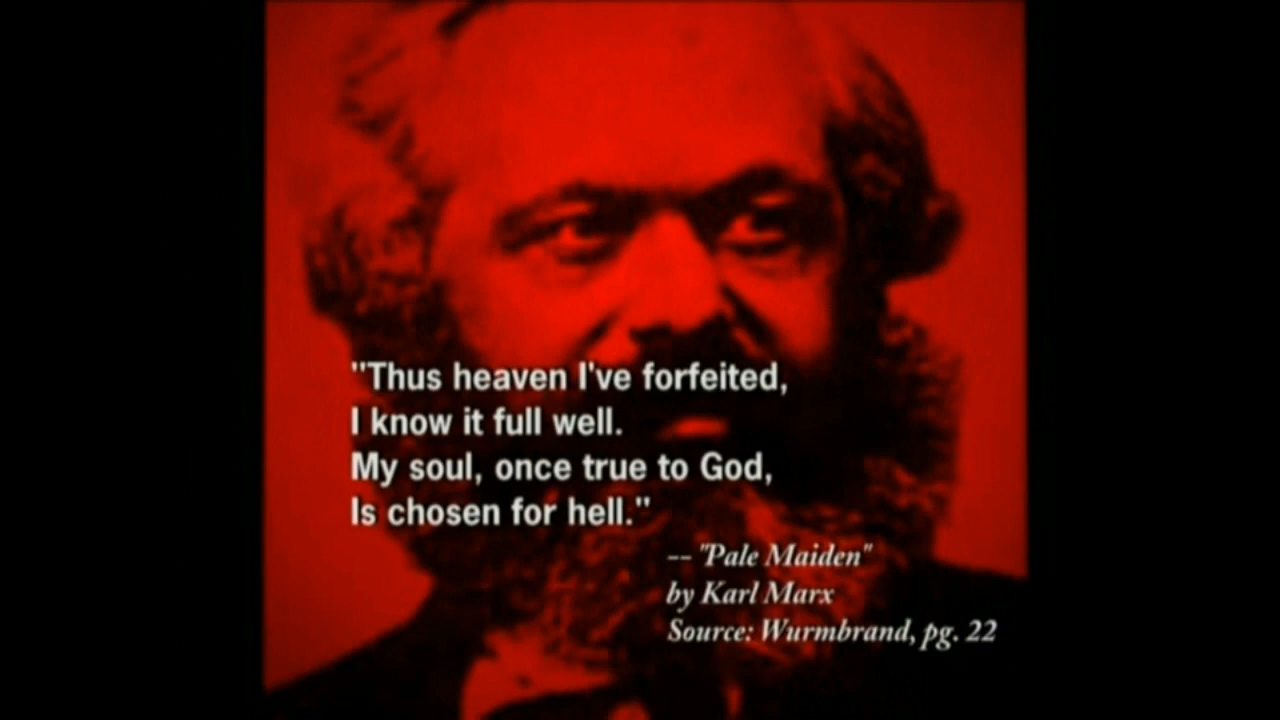 "Thus heaven I've forfeited,
I know it full well.
My soul, once true to God,
Is chosen for hell."
-- "Pale Maiden"
by Karl Marx
Source: Wurmbrand, pg. 22